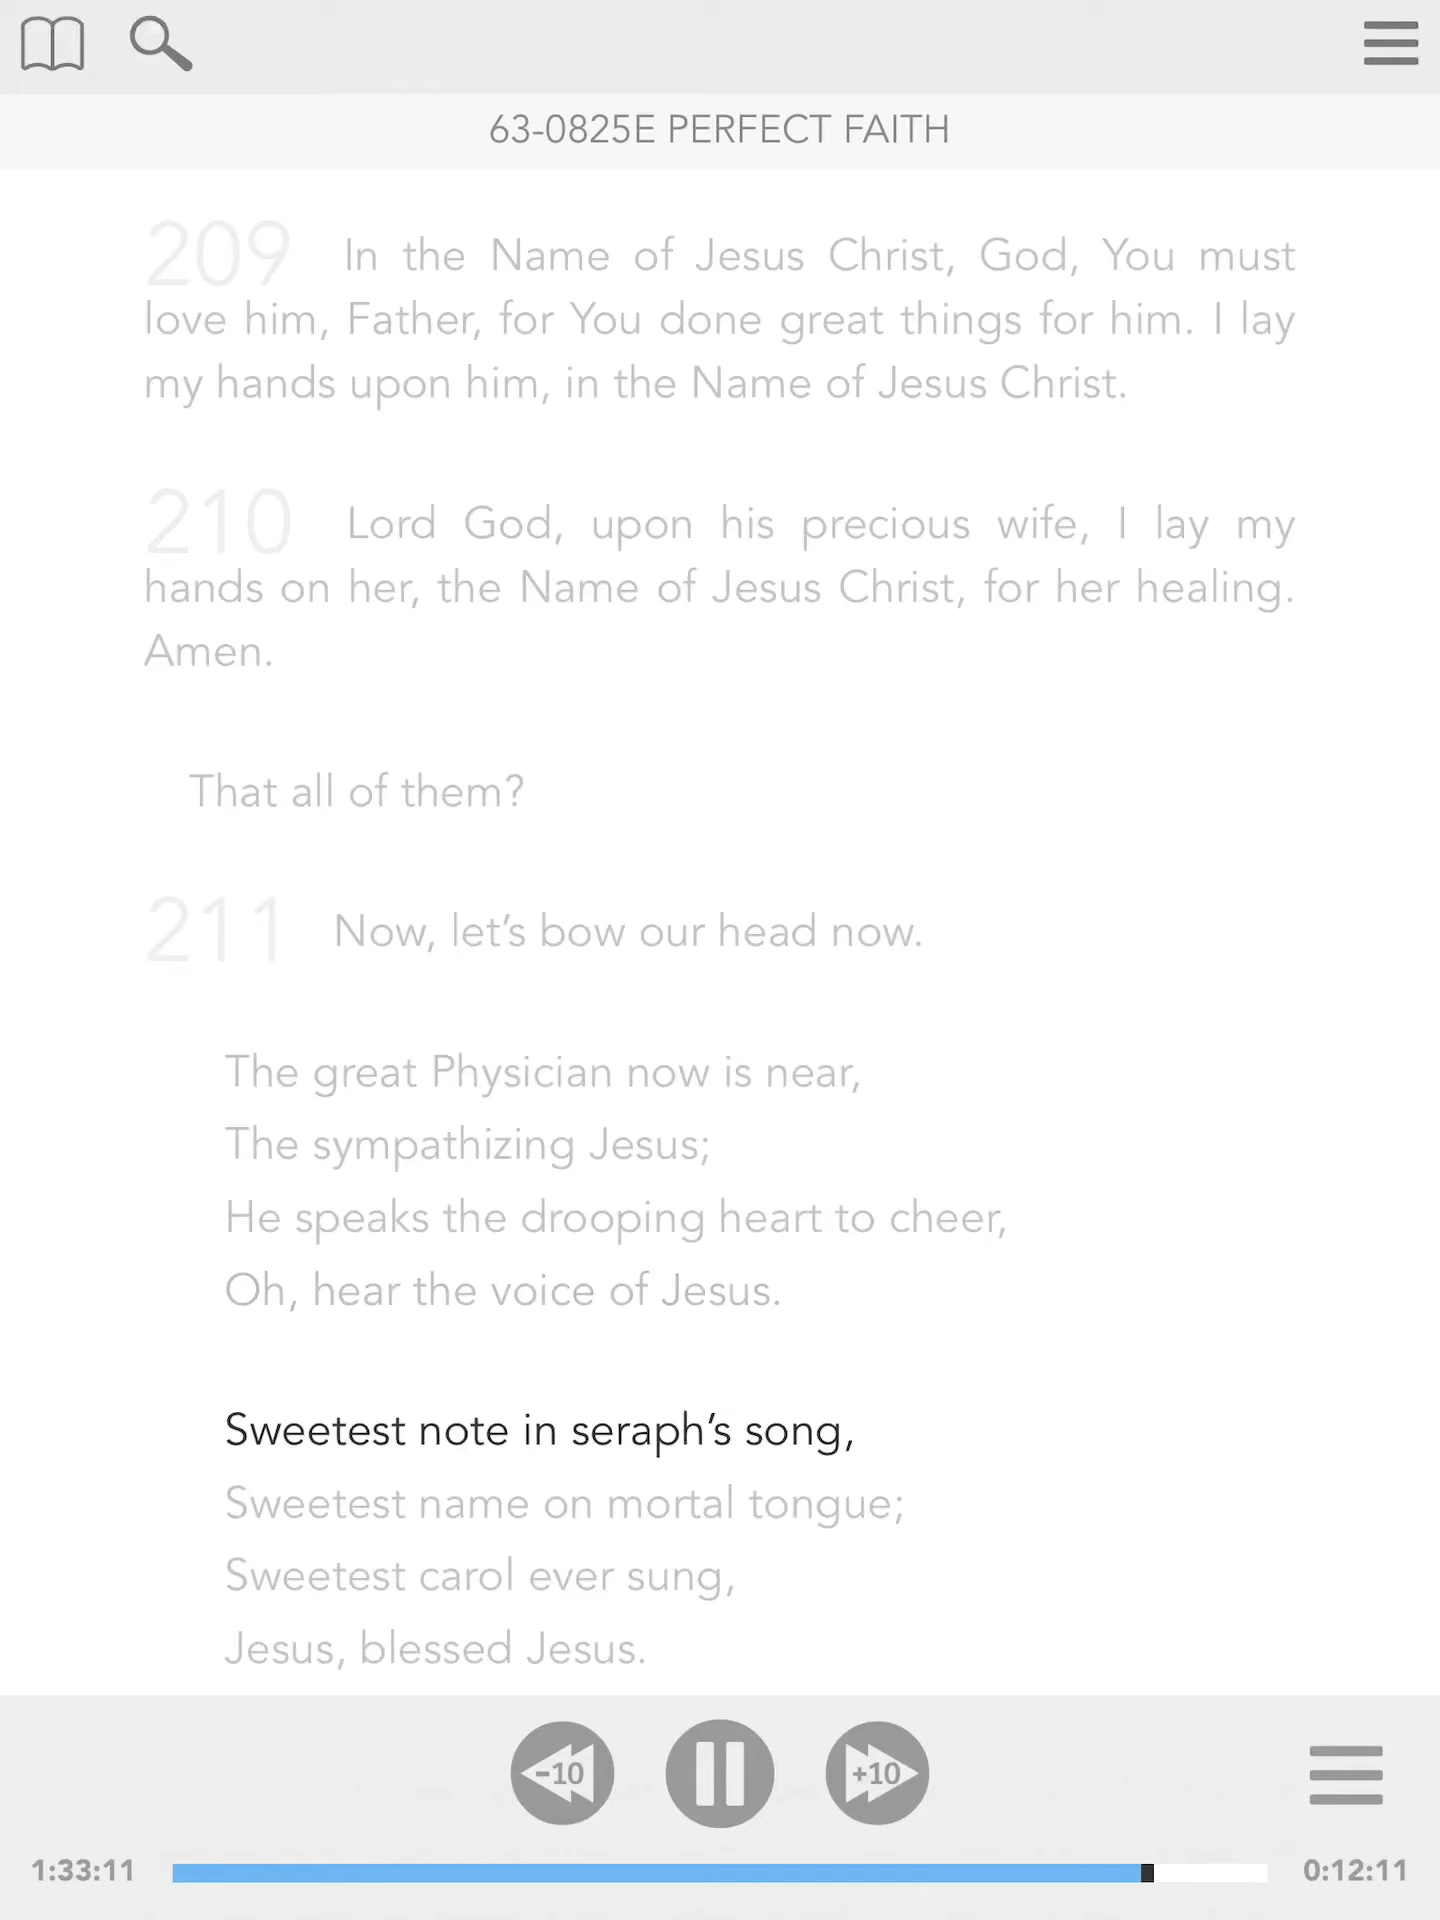 63-0825E PERFECT FAITH
209 In the Name of Jesus Christ, God, You must
love him, Father, for You done great things for him. I lay
my hands upon him, in the Name of Jesus Christ.
210 Lord God, upon his precious wife, I lay my
hands on her, the Name of Jesus Christ, for her healing.
Amen.
That all of them?
211 Now, let’s bow our head now.
The great Physician now is near,
The sympathizing Jesus;
He speaks the drooping heart to cheer,
Oh, hear the voice of Jesus.
Sweetest note in seraph’s song,
Sweetest name on mortal tongue;
Sweetest carol ever sung,
Jesus, blessed Jesus.
-10 +10
1:33:11 0:12:11